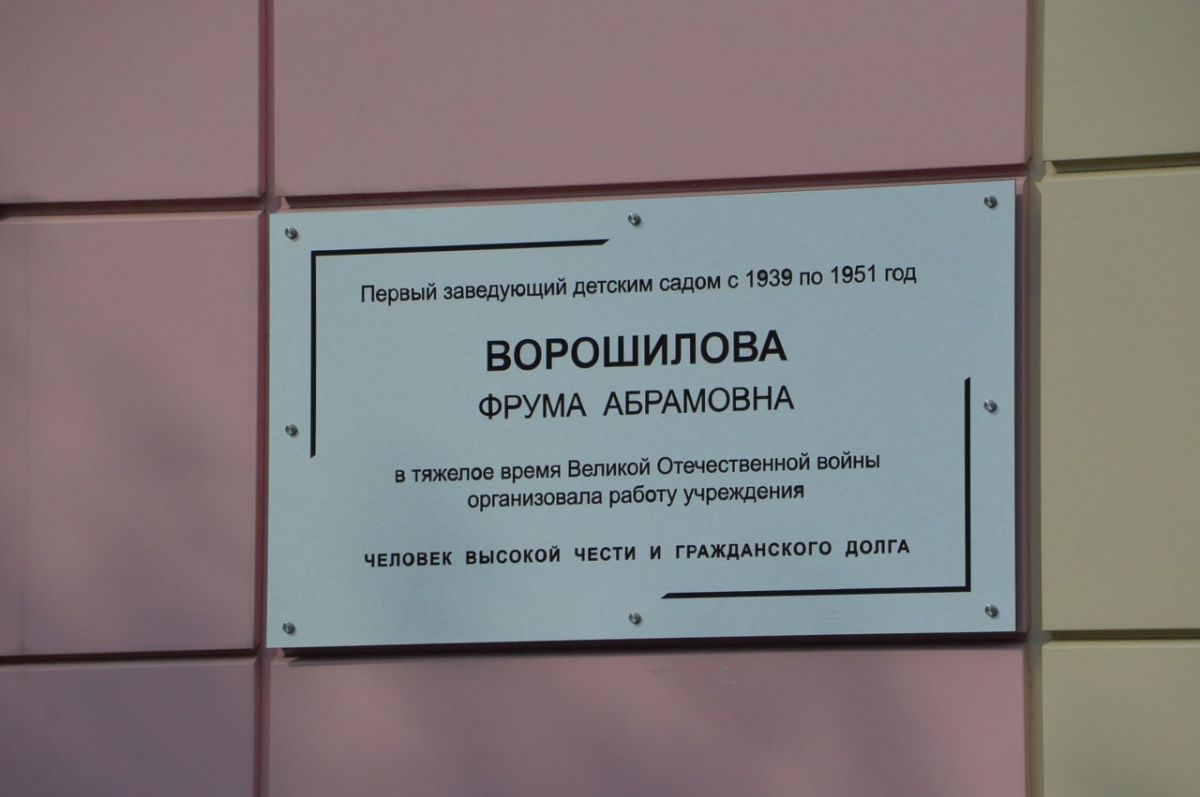 Первый заведующий детским садом с 1939 по 1951 год
ВОРОШИЛОВА
ФРУМА АБРАМОВНА
в тяжелое время Великой Отечественной войны
организовала работу учреждения
ЧЕЛОВЕК ВЫСОКОЙ ЧЕСТИ И ГРАЖДАНСКОГО ДОЛГА